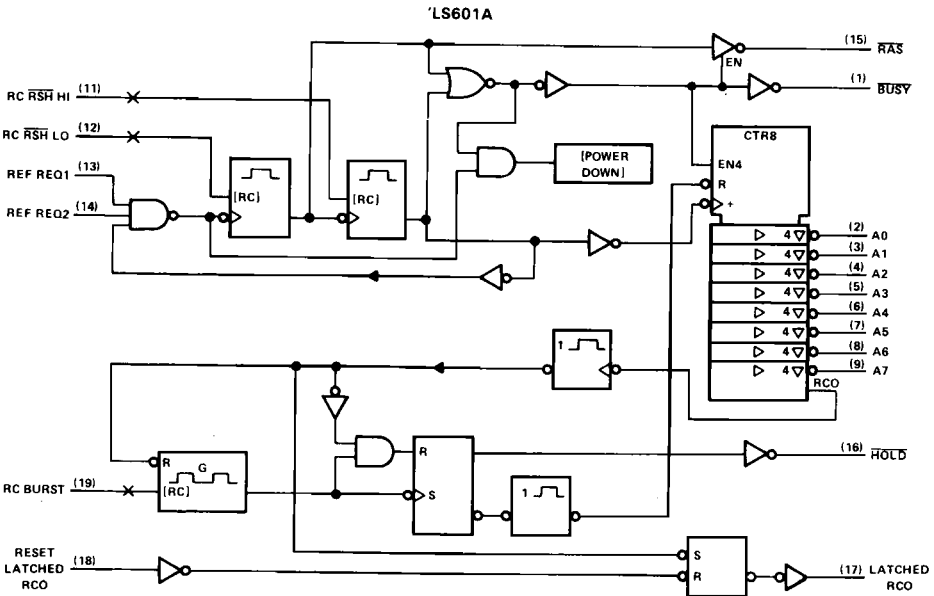 'LS601A
(15) RAS
EN
(1) BUSY
RC RSH HI (11)
RC RSH LO (12)
REF REQ1 (13)
REF REQ2 (14)
[RC]
[RC]
[POWER
DOWN]
CTR8
EN4
R
+
4 (2) A0
4 (3) A1
4 (4) A2
4 (5) A3
4 (6) A4
4 (7) A5
4 (8) A6
4 (9) A7
RCO
1
R
G
[RC]
RC BURST (19)
R
S
1
(16) HOLD
RESET
LATCHED
RCO
(18)
S
R
(17) LATCHED
RCO